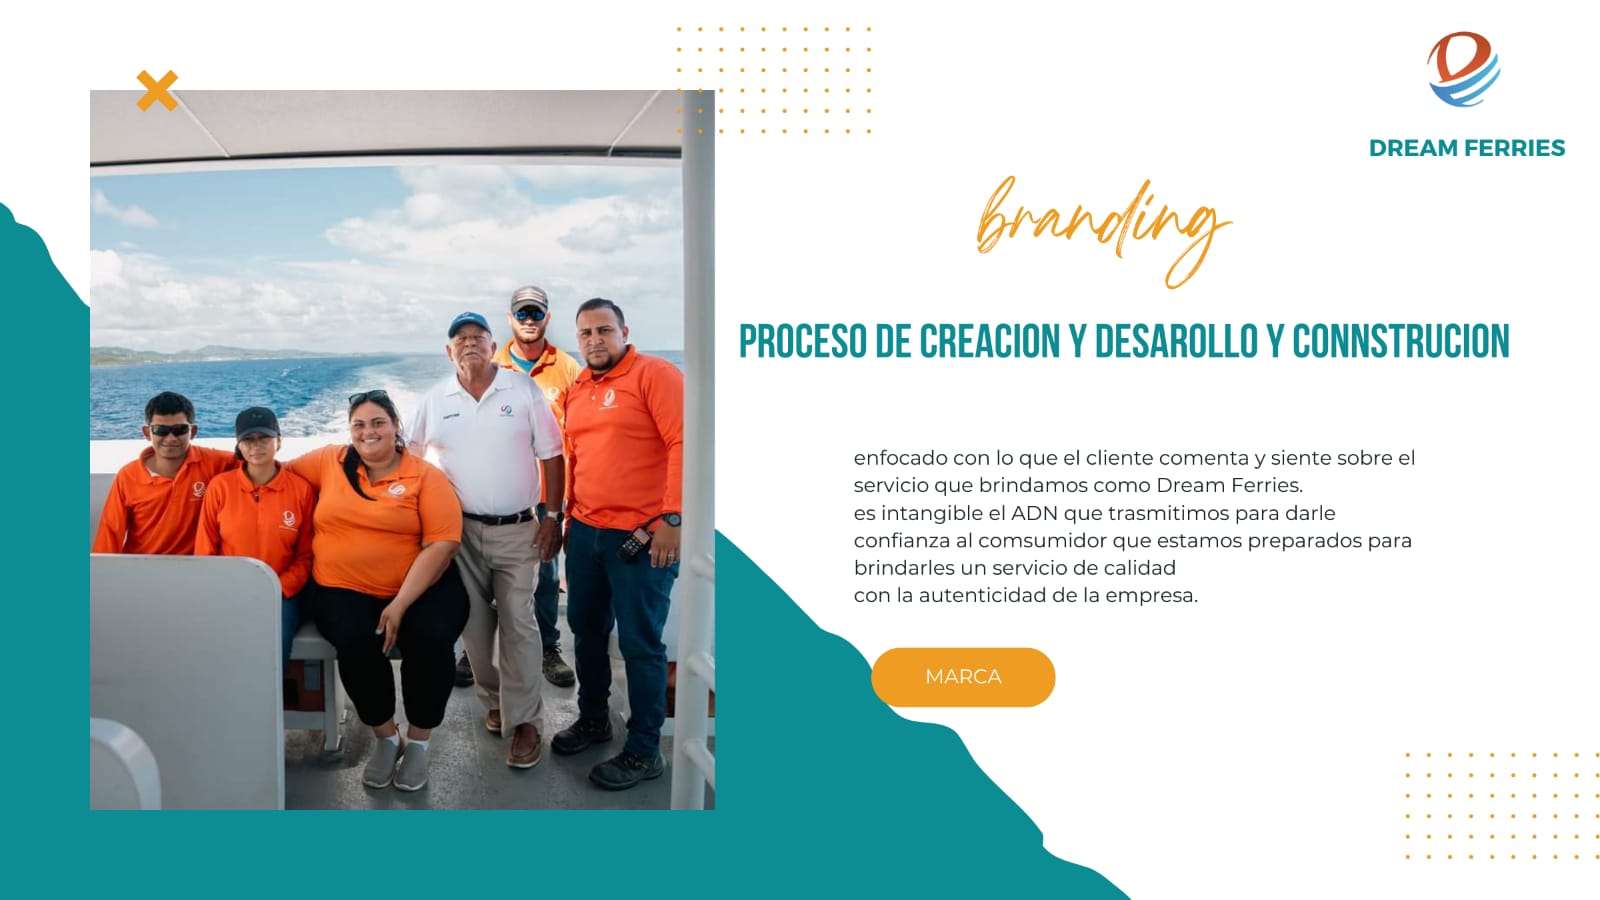 DREAM FERRIES
branding
PROCESO DE CREACION Y DESAROLLO Y CONNSTRUCION
enfocado con lo que el cliente comenta y siente sobre el
servicio que brindamos como Dream Ferries.
es intangible el ADN que trasmitimos para darle
confianza al comsumidor que estamos preparados para
brindarles un servicio de calidad
con la autenticidad de la empresa.
MARCA